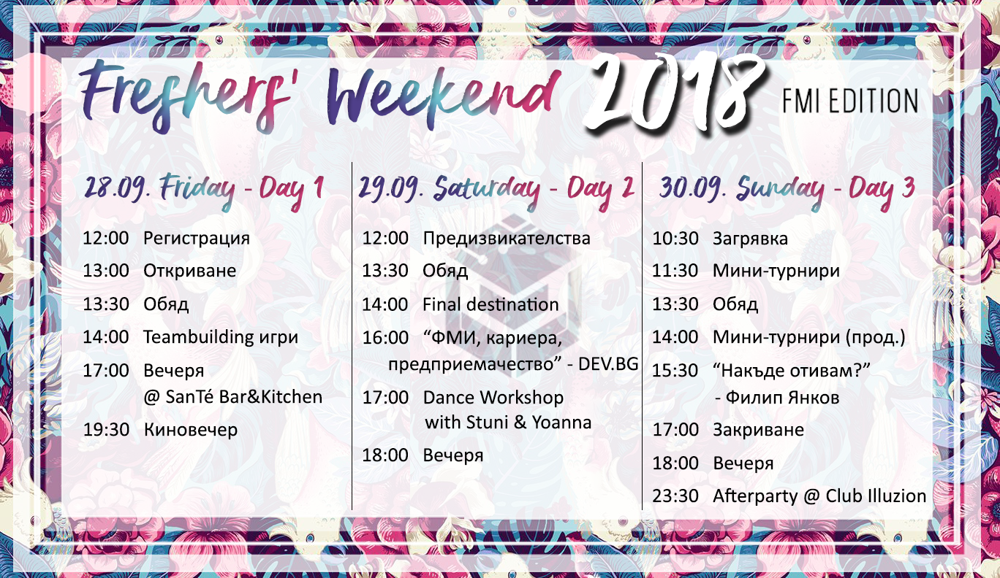 Freshers' Weekend 2018 FMI EDITION
28.09. Friday - Day 1
12:00 Регистрация
13:00 Откриване
13:30 Обяд
14:00 Teambuilding игри
17:00 Вечеря
@ SanTé Bar&Kitchen
19:30 Киновечер
29.09. Saturday - Day 2
12:00 Предизвикателства
13:30 Обяд
14:00 Final destination
16:00 “ФМИ, кариера,
предприемачество” - DEV.BG
17:00 Dance Workshop
with Stuni & Yoanna
18:00 Вечеря
30.09. Sunday - Day 3
10:30 Загрявка
11:30 Мини-турнири
13:30 Обяд
14:00 Мини-турнири (прод.)
15:30 “Накъде отивам?”
- Филип Янков
17:00 Закриване
18:00 Вечеря
23:30 Afterparty @ Club Illuzion